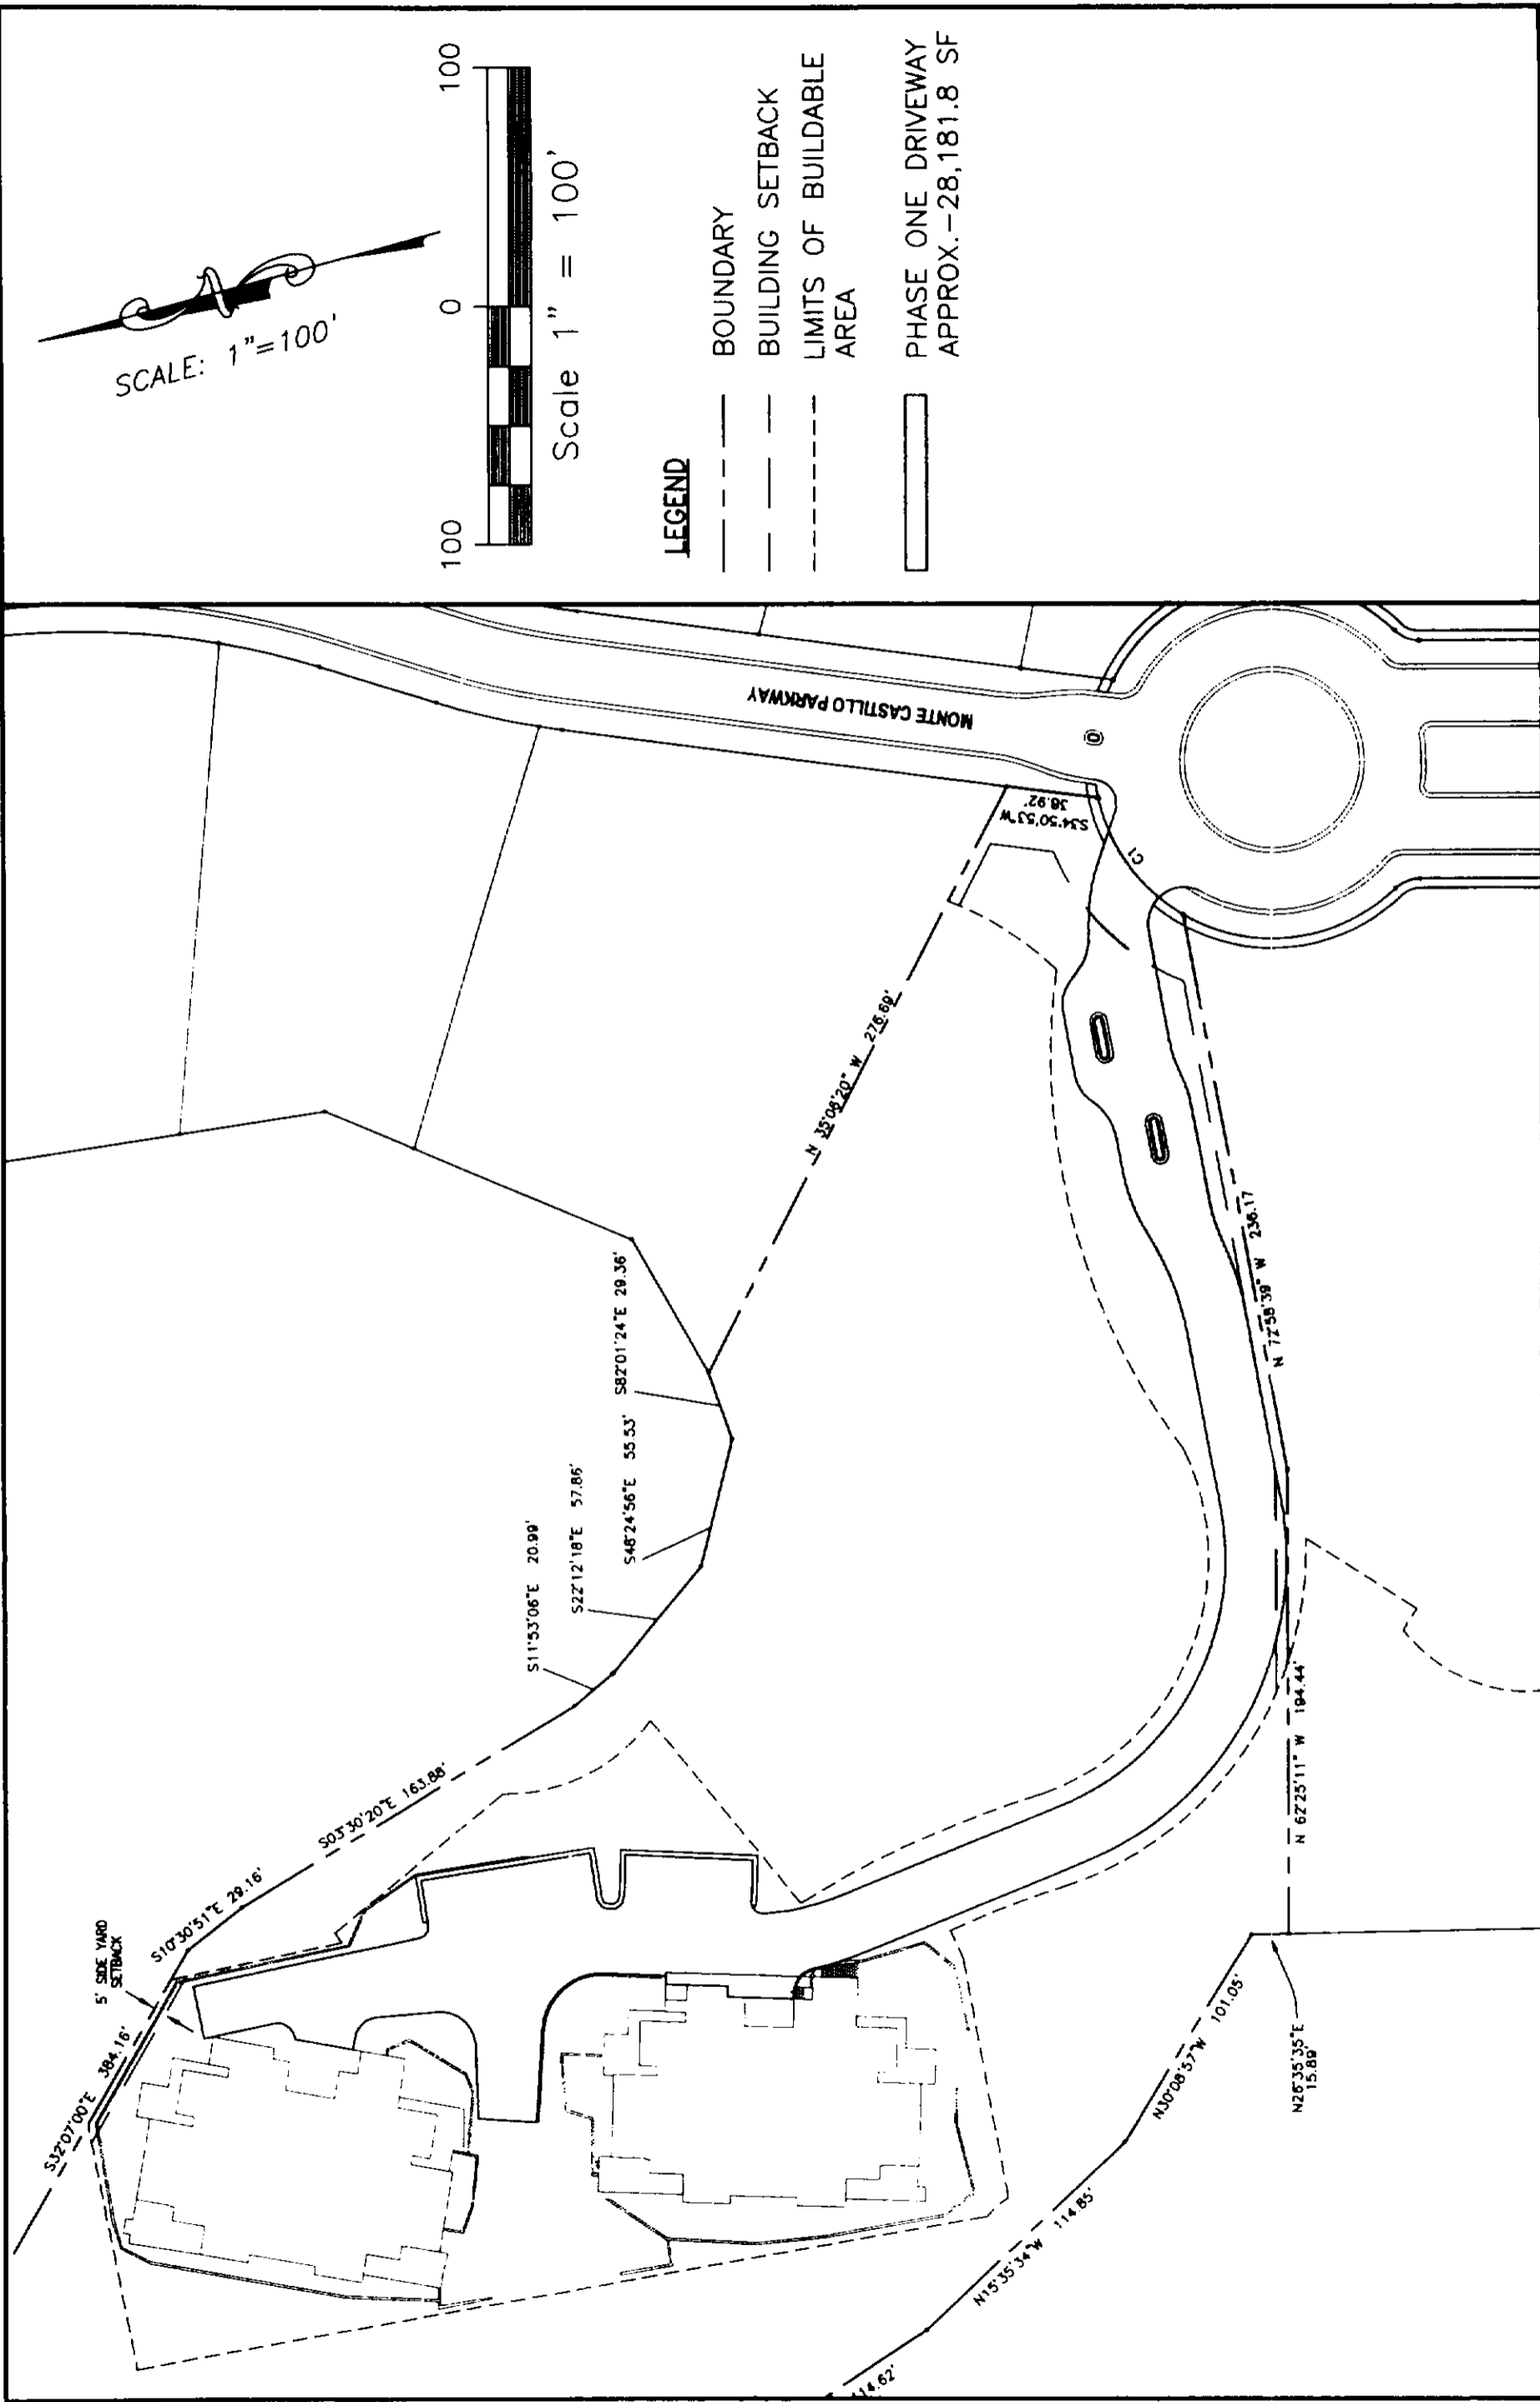 SCALE: 1"=100'
100
0
100
Scale 1" = 100'
LEGEND
BOUNDARY
BUILDING SETBACK
LIMITS OF BUILDABLE
AREA
PHASE ONE DRIVEWAY
APPROX.-28,181.8 SF
MONTE CASTILLO PARKWAY
S34°50'53"W
38.92'
C1
N 35°06'20" W 276.69'
N 72°58'39" W 236.17
S82°01'24"E 29.36'
S48°24'56"E 55.53'
S22°12'18"E 57.86'
S11°53'06"E 20.99'
S03°30'20"E 163.88'
S10°30'51"E 29.16'
5' SIDE YARD
SETBACK
S32°07'00"E 384.16'
N 62°25'11" W 194.44'
N26°35'35"E
15.89'
N30°08'57"W 101.05'
N15°35'34"W 114.85'
14.62'